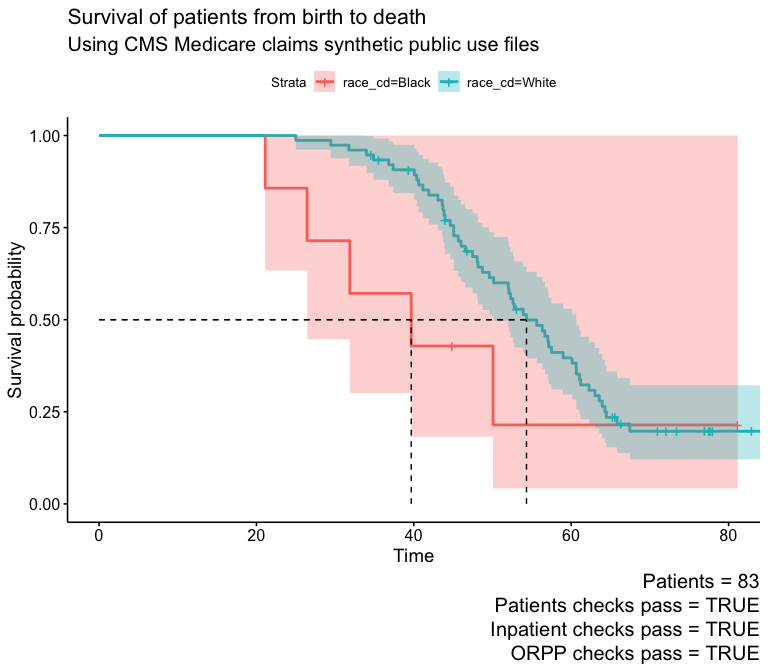 Survival of patients from birth to death
Using CMS Medicare claims synthetic public use files
Strata race_cd=Black race_cd=White
Survival probability
1.00
0.75
0.50
0.25
0.00
0 20 40 60 80
Time
Patients = 83
Patients checks pass = TRUE
Inpatient checks pass = TRUE
ORPP checks pass = TRUE